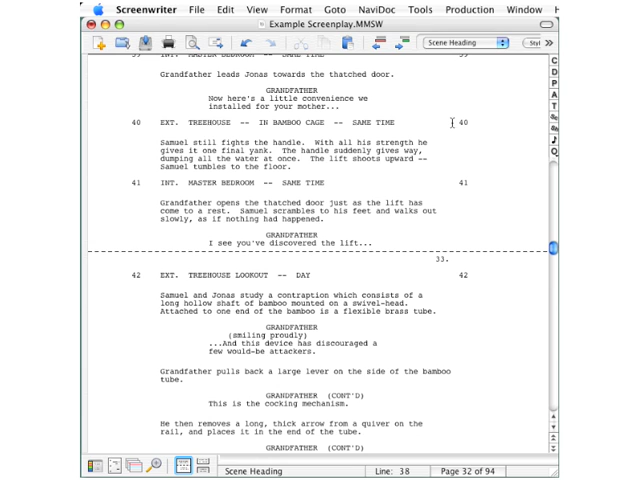 Screenwriter File Edit View Format Goto NaviDoc Tools Production Window H
Example Screenplay.MMSW
Scene Heading
Styl
39 INT. MASTER BEDROOM -- SAME TIME 39
Grandfather leads Jonas towards the thatched door.
GRANDFATHER
Now here's a little convenience we
installed for your mother...
40 EXT. TREEHOUSE -- IN BAMBOO CAGE -- SAME TIME 40
Samuel still fights the handle. With all his strength he
gives it one final yank. The handle suddenly gives way,
dumping all the water at once. The lift shoots upward --
Samuel tumbles to the floor.
41 INT. MASTER BEDROOM -- SAME TIME 41
Grandfather opens the thatched door just as the lift has
come to a rest. Samuel scrambles to his feet and walks out
slowly, as if nothing had happened.
GRANDFATHER
I see you've discovered the lift...
33.
42 EXT. TREEHOUSE LOOKOUT -- DAY 42
Samuel and Jonas study a contraption which consists of a
long hollow shaft of bamboo mounted on a swivel-head.
Attached to one end of the bamboo is a flexible brass tube.
GRANDFATHER
(smiling proudly)
...And this device has discouraged a
few would-be attackers.
Grandfather pulls back a large lever on the side of the bamboo
tube.
GRANDFATHER (CONT'D)
This is the cocking mechanism.
He then removes a long, thick arrow from a quiver on the
rail, and places it in the end of the tube.
GRANDFATHER (CONT'D)
C
D
P
A
T
Q
Scene Heading Line: 38 Page 32 of 94